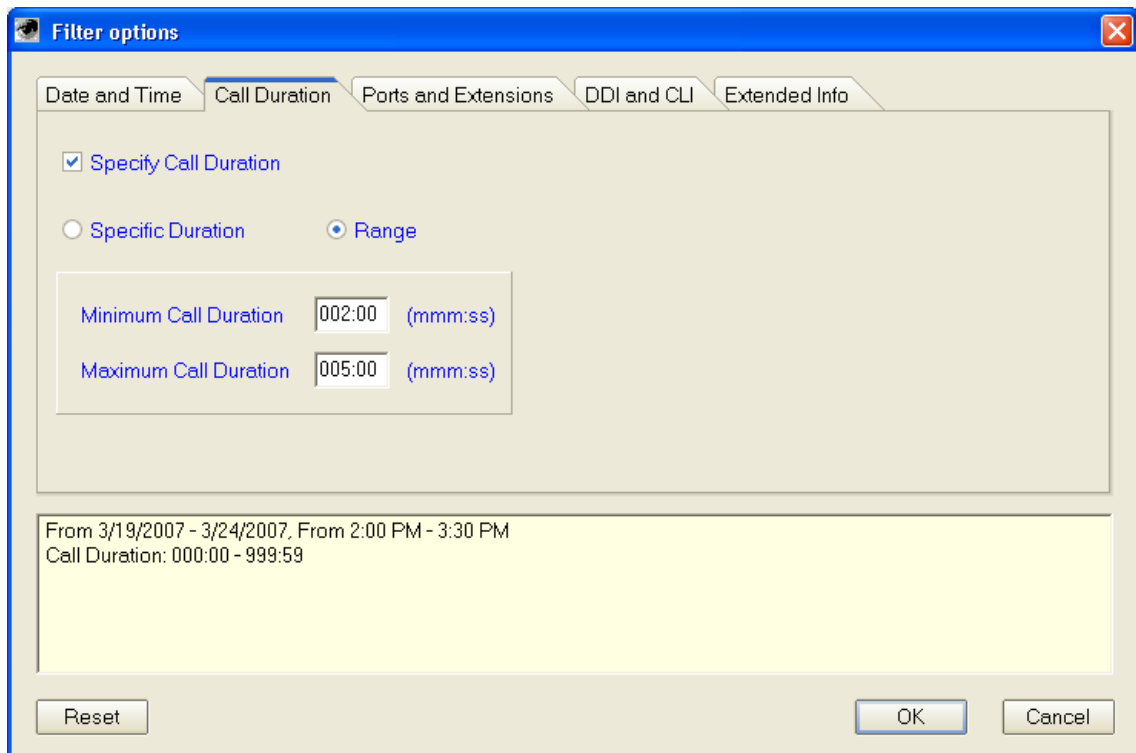 Filter options
Date and Time Call Duration Ports and Extensions DDI and CLI Extended Info
Specify Call Duration
Specific Duration Range
Minimum Call Duration 002:00 (mmm:ss)
Maximum Call Duration 005:00 (mmm:ss)
From 3/19/2007 - 3/24/2007, From 2:00 PM - 3:30 PM
Call Duration: 000:00 - 999:59
Reset OK Cancel